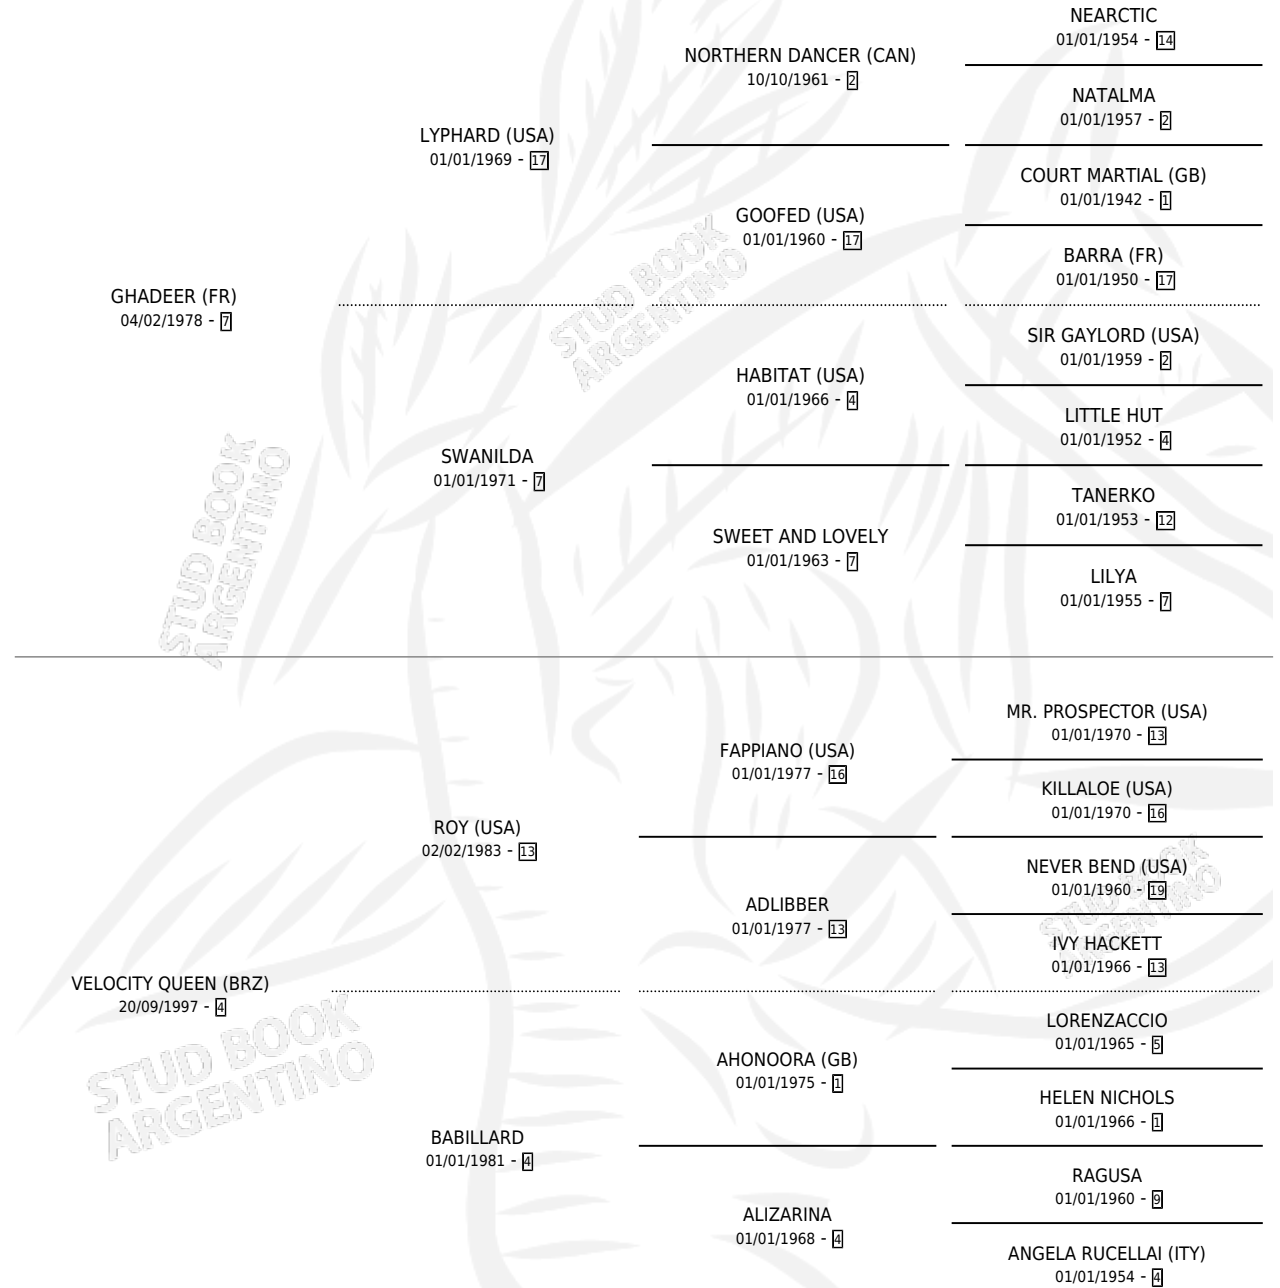 NEARCTIC
01/01/1954 - 14
NORTHERN DANCER (CAN)
10/10/1961 - 2
NATALMA
01/01/1957 - 2
LYPHARD (USA)
01/01/1969 - 17
COURT MARTIAL (GB)
01/01/1942 - 1
GOOFED (USA)
01/01/1960 - 17
BARRA (FR)
01/01/1950 - 17
GHADEER (FR)
04/02/1978 - 7
STUD BOOK
ARGENTINO
SIR GAYLORD (USA)
01/01/1959 - 2
HABITAT (USA)
01/01/1966 - 4
LITTLE HUT
01/01/1952 - 4
SWANILDA
01/01/1971 - 7
TANERKO
01/01/1953 - 12
SWEET AND LOVELY
01/01/1963 - 7
LILYA
01/01/1955 - 7
STUD BOOK
ARGENTINO
MR. PROSPECTOR (USA)
01/01/1970 - 13
FAPPIANO (USA)
01/01/1977 - 16
KILLALOE (USA)
01/01/1970 - 16
ROY (USA)
02/02/1983 - 13
NEVER BEND (USA)
01/01/1960 - 19
ADLIBBER
01/01/1977 - 13
STUD BOOK
ARGENTINO
IVY HACKETT
01/01/1966 - 13
VELOCITY QUEEN (BRZ)
20/09/1997 - 4
LORENZACCIO
01/01/1965 - 5
AHONOORA (GB)
01/01/1975 - 1
STUD BOOK
ARGENTINO
HELEN NICHOLS
01/01/1966 - 1
BABILLARD
01/01/1981 - 4
RAGUSA
01/01/1960 - 9
ALIZARINA
01/01/1968 - 4
ANGELA RUCELLAI (ITY)
01/01/1954 - 4